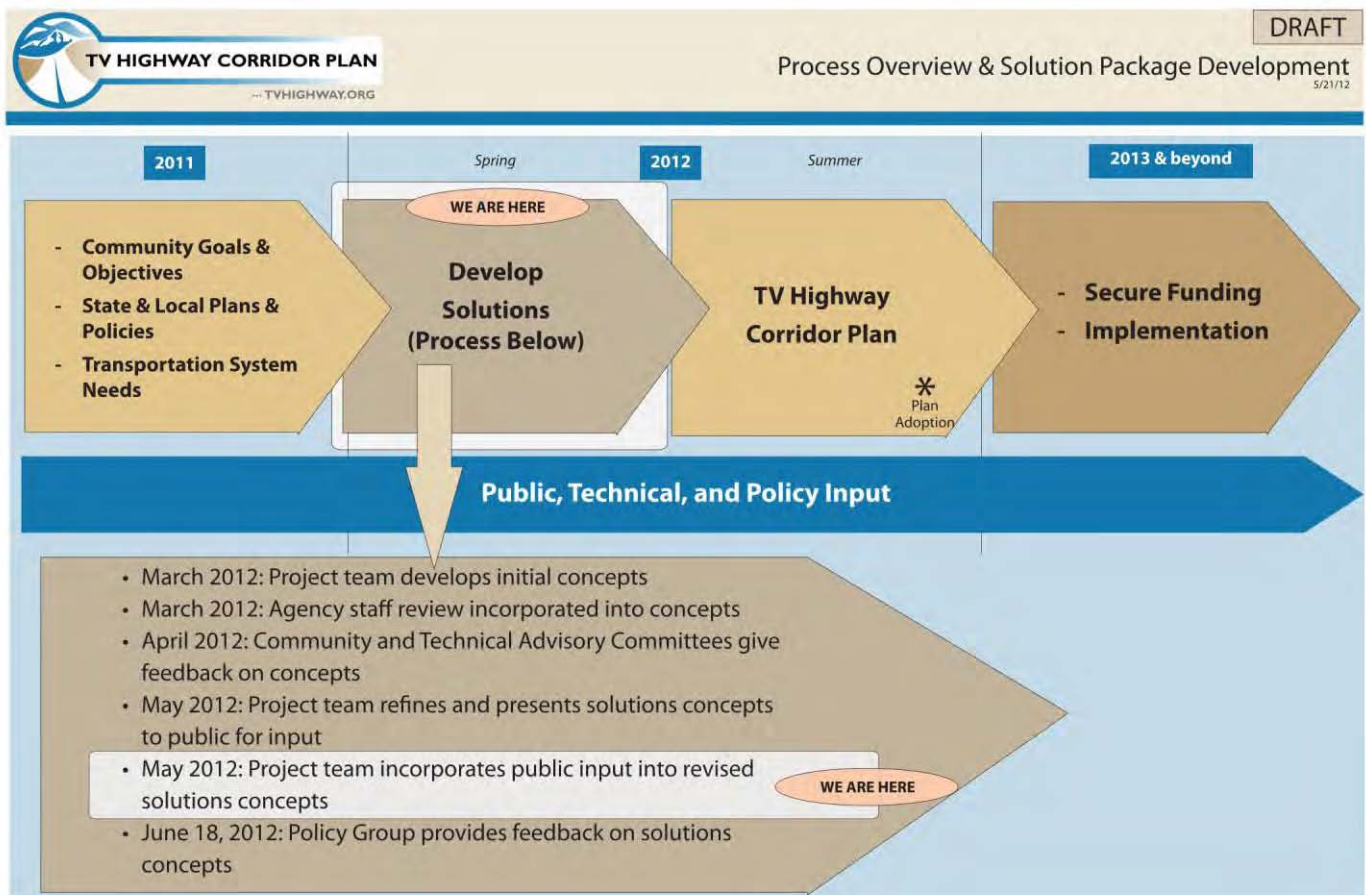 DRAFT
TV HIGHWAY CORRIDOR PLAN
--- TVHIGHWAY.ORG
Process Overview & Solution Package Development
5/21/12
2011
Spring
2012
Summer
2013 & beyond
- Community Goals &
Objectives
- State & Local Plans &
Policies
- Transportation System
Needs
WE ARE HERE
Develop
Solutions
(Process Below)
TV Highway
Corridor Plan
*
Plan
Adoption
- Secure Funding
- Implementation
Public, Technical, and Policy Input
• March 2012: Project team develops initial concepts
• March 2012: Agency staff review incorporated into concepts
• April 2012: Community and Technical Advisory Committees give
feedback on concepts
• May 2012: Project team refines and presents solutions concepts
to public for input
• May 2012: Project team incorporates public input into revised
solutions concepts
WE ARE HERE
• June 18, 2012: Policy Group provides feedback on solutions
concepts